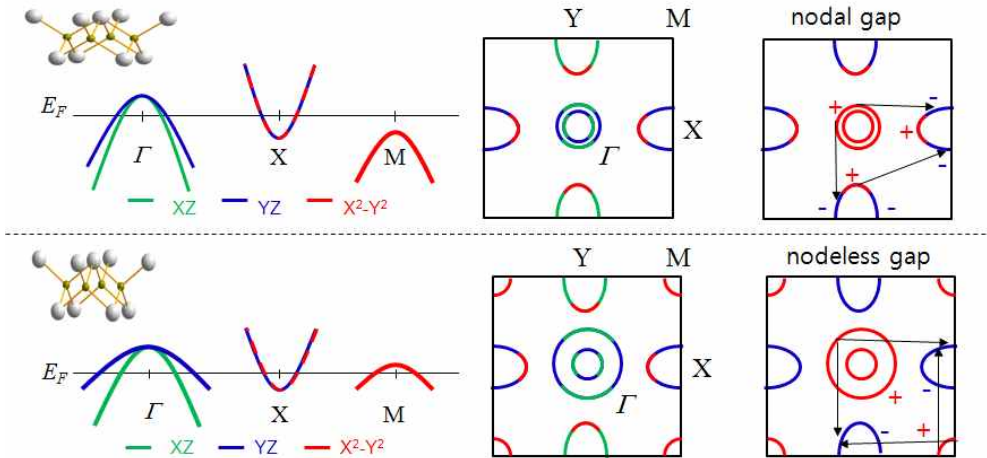 Y M nodal gap
E_F
Γ X M
Γ X
+ - + - + - -
XZ YZ X²-Y²
Y M nodeless gap
E_F
Γ X M
Γ X
- + - +
XZ YZ X²-Y²